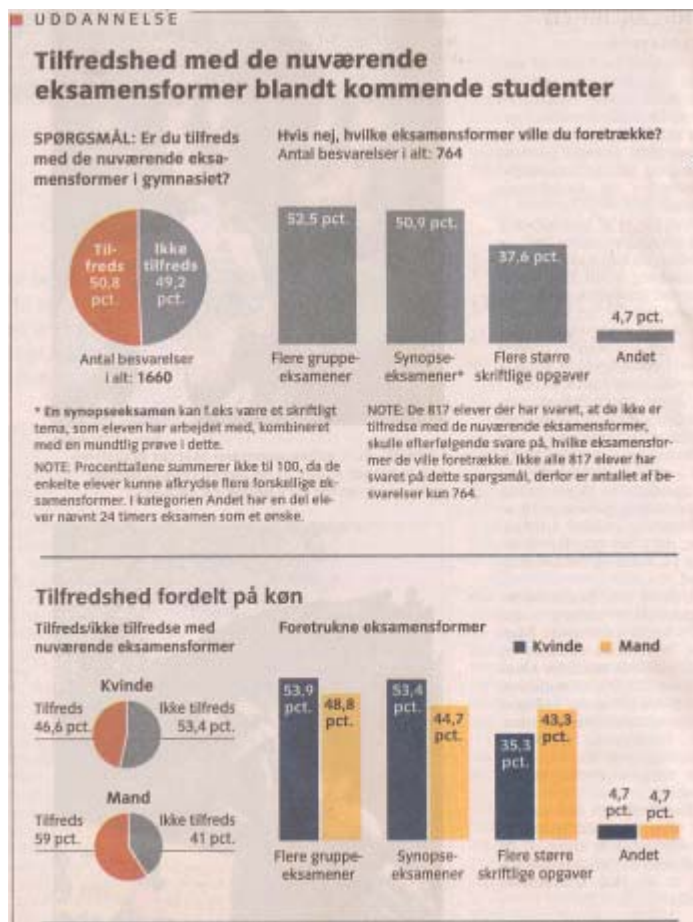 UDDANNELSE
Tilfredshed med de nuværende
eksamensformer blandt kommende studenter
SPØRGSMÅL: Er du tilfreds
med de nuværende eksa-
mensformer i gymnasiet?
Til-
freds
50,8
pct.
Ikke
tilfreds
49,2
pct.
Antal besvarelser
i alt: 1660
Hvis nej, hvilke eksamensformer ville du foretrække?
Antal besvarelser i alt: 764
52,5 pct.
50,9 pct.
37,6 pct.
4,7 pct.
Flere gruppe-
eksamener
Synopse-
eksamener*
Flere større
skriftlige opgaver
Andet
* En synopseeksamen kan f.eks være et skriftligt
tema, som eleven har arbejdet med, kombineret
med en mundtlig prøve i dette.
NOTE: Procenttallene summerer ikke til 100, da de
enkelte elever kunne afkrydse flere forskellige ek-
samensformer. I kategorien Andet har en del ele-
ver nævnt 24 timers eksamen som et ønske.
NOTE: De 817 elever der har svaret, at de ikke er
tilfredse med de nuværende eksamensformer,
skulle efterfølgende svare på, hvilke eksamensfor-
mer de ville foretrække. Ikke alle 817 elever har
svaret på dette spørgsmål, derfor er antallet af be-
svarelser kun 764.
Tilfredshed fordelt på køn
Tilfreds/ikke tilfredse med
nuværende eksamensformer
Kvinde
Tilfreds
46,6 pct.
Ikke tilfreds
53,4 pct.
Mand
Tilfreds
59 pct.
Ikke tilfreds
41 pct.
Foretrukne eksamensformer
Kvinde
Mand
53,9
pct.
48,8
pct.
53,4
pct.
44,7
pct.
35,3
pct.
43,3
pct.
4,7
pct.
4,7
pct.
Flere gruppe-
eksamener
Synopse-
eksamener
Flere større
skriftlige opgaver
Andet